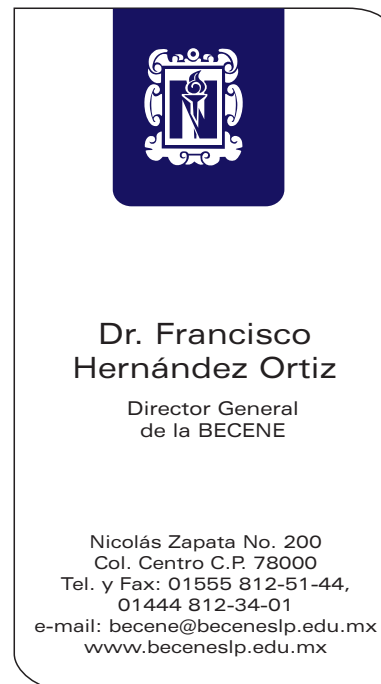 Dr. Francisco
Hernández Ortiz
Director General
de la BECENE
Nicolás Zapata No. 200
Col. Centro C.P. 78000
Tel. y Fax: 01555 812-51-44,
01444 812-34-01
e-mail: becene@beceneslp.edu.mx
www.beceneslp.edu.mx